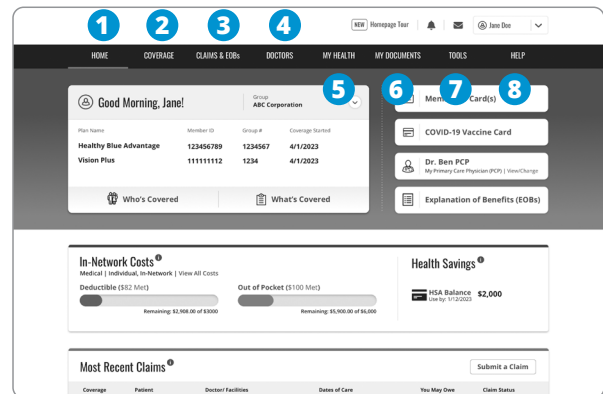 1 2 3 4
NEW Homepage Tour Jane Doe
HOME COVERAGE CLAIMS & EOBs DOCTORS MY HEALTH MY DOCUMENTS TOOLS HELP
5 6 7 8
Good Morning, Jane!
Group
ABC Corporation
Plan Name Member ID Group # Coverage Started
Healthy Blue Advantage 123456789 1234567 4/1/2023
Vision Plus 111111112 1234 4/1/2023
Who's Covered What's Covered
Card(s)
COVID-19 Vaccine Card
Dr. Ben PCP
My Primary Care Physician (PCP) | View/Change
Explanation of Benefits (EOBs)
In-Network Costs
Medical | Individual, In-Network | View All Costs
Deductible ($82 Met) Out of Pocket ($100 Met)
Remaining: $2,908.00 of $3000 Remaining: $5,900.00 of $6,000
Health Savings
HSA Balance $2,000
Use by: 1/12/2023
Most Recent Claims
Submit a Claim
Coverage Patient Doctor/ Facilities Dates of Care You May Owe Claim Status